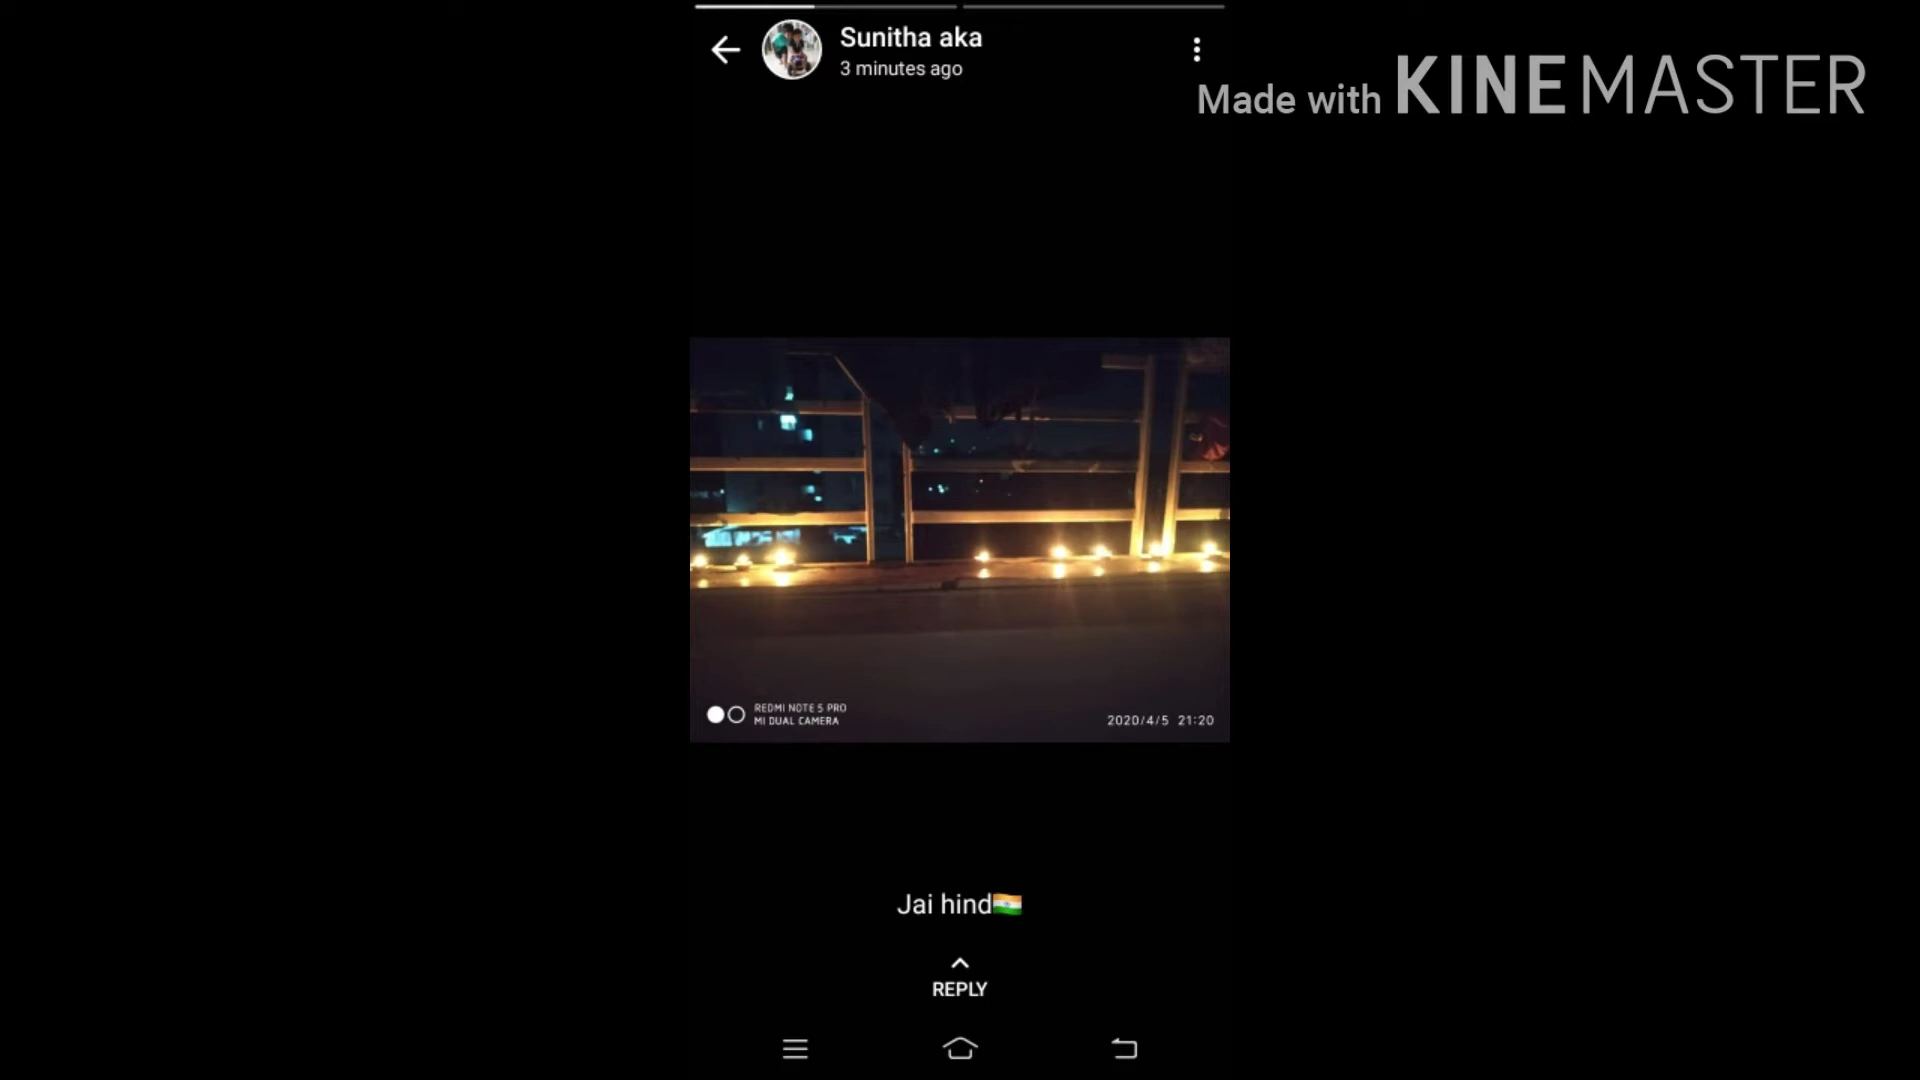 Sunitha aka
3 minutes ago
Made with KINEMASTER
REDMI NOTE 5 PRO
MI DUAL CAMERA
2020/4/5 21:20
Jai hind🇮🇳
REPLY